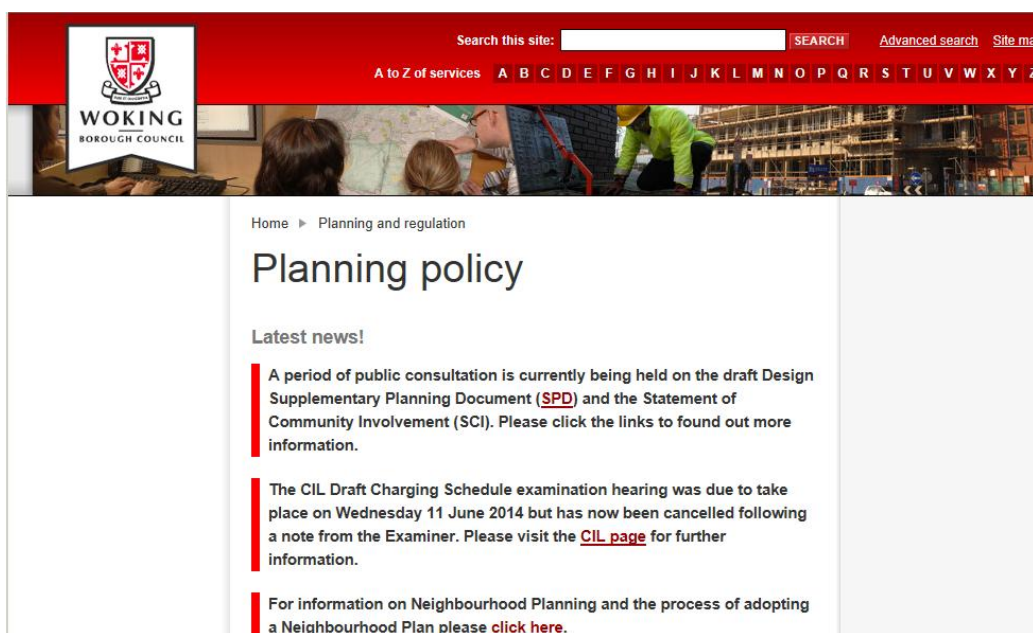 Search this site: SEARCH Advanced search Site ma
A to Z of services A B C D E F G H I J K L M N O P Q R S T U V W X Y Z
WOKING
BOROUGH COUNCIL
Home Planning and regulation
Planning policy
Latest news!
A period of public consultation is currently being held on the draft Design
Supplementary Planning Document (SPD) and the Statement of
Community Involvement (SCI). Please click the links to found out more
information.
The CIL Draft Charging Schedule examination hearing was due to take
place on Wednesday 11 June 2014 but has now been cancelled following
a note from the Examiner. Please visit the CIL page for further
information.
For information on Neighbourhood Planning and the process of adopting
a Neighbourhood Plan please click here.